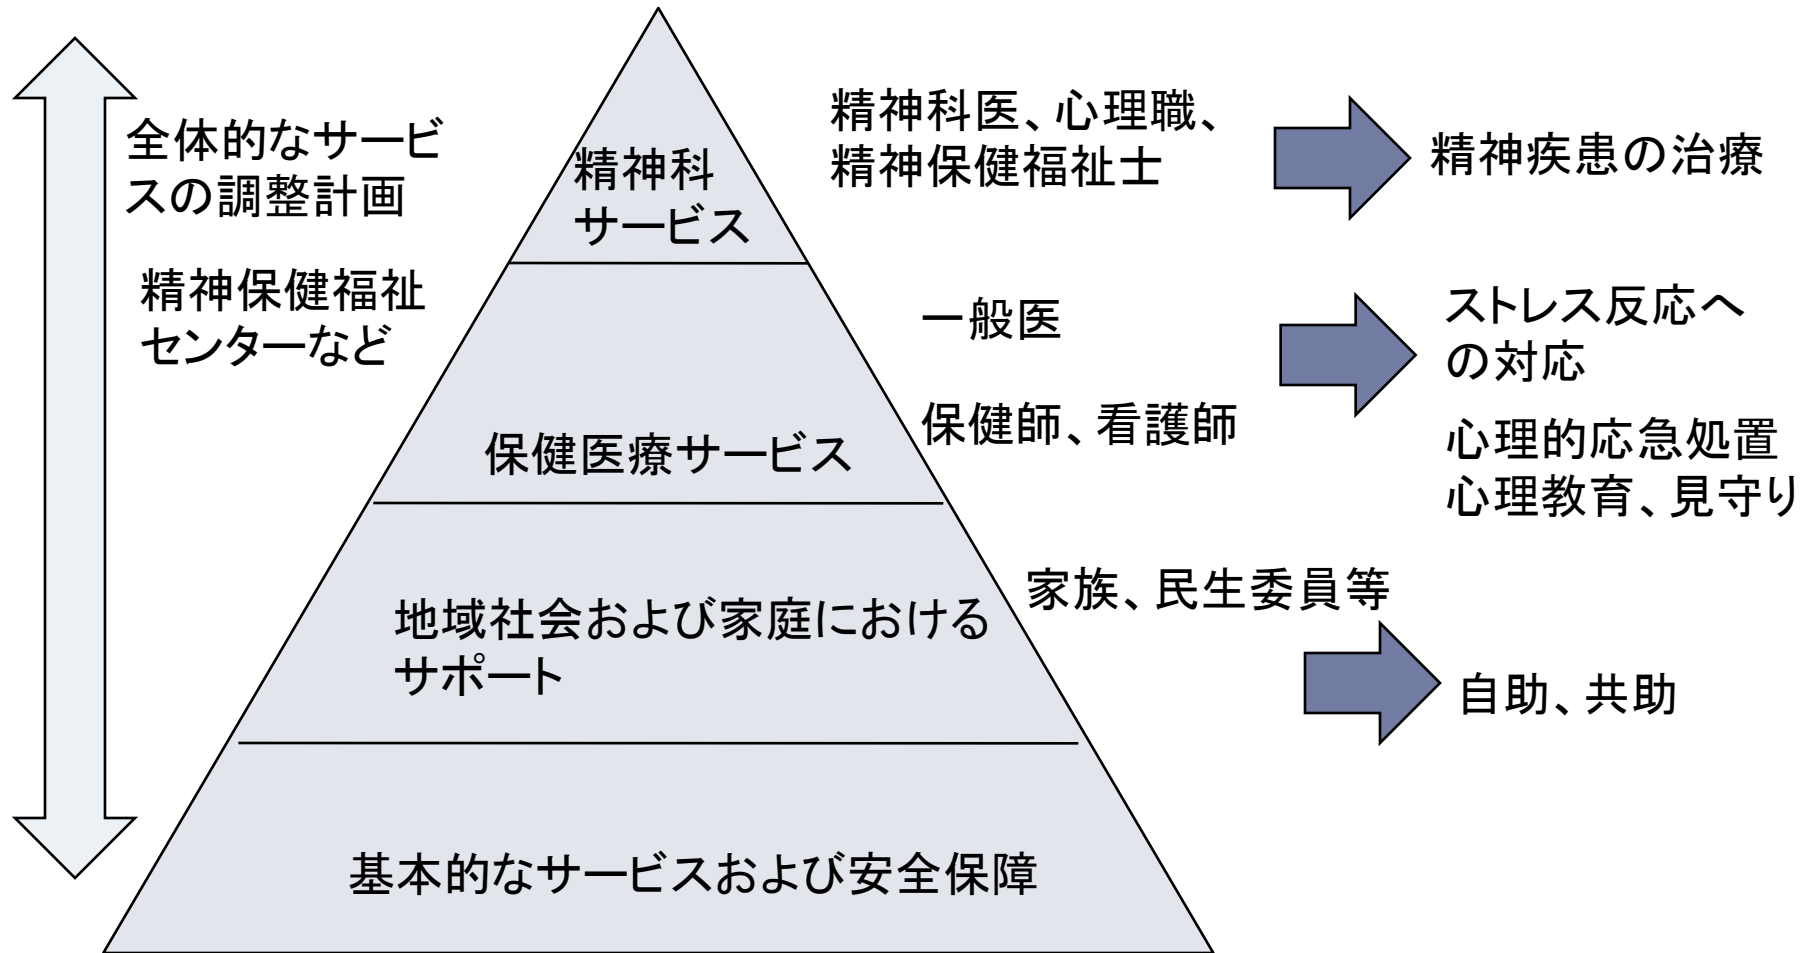 全体的なサービ
スの調整計画
精神保健福祉
センターなど
精神科
サービス
精神科医、心理職、
精神保健福祉士
精神疾患の治療
保健医療サービス
一般医
保健師、看護師
ストレス反応へ
の対応
心理的応急処置
心理教育、見守り
地域社会および家庭における
サポート
家族、民生委員等
自助、共助
基本的なサービスおよび安全保障